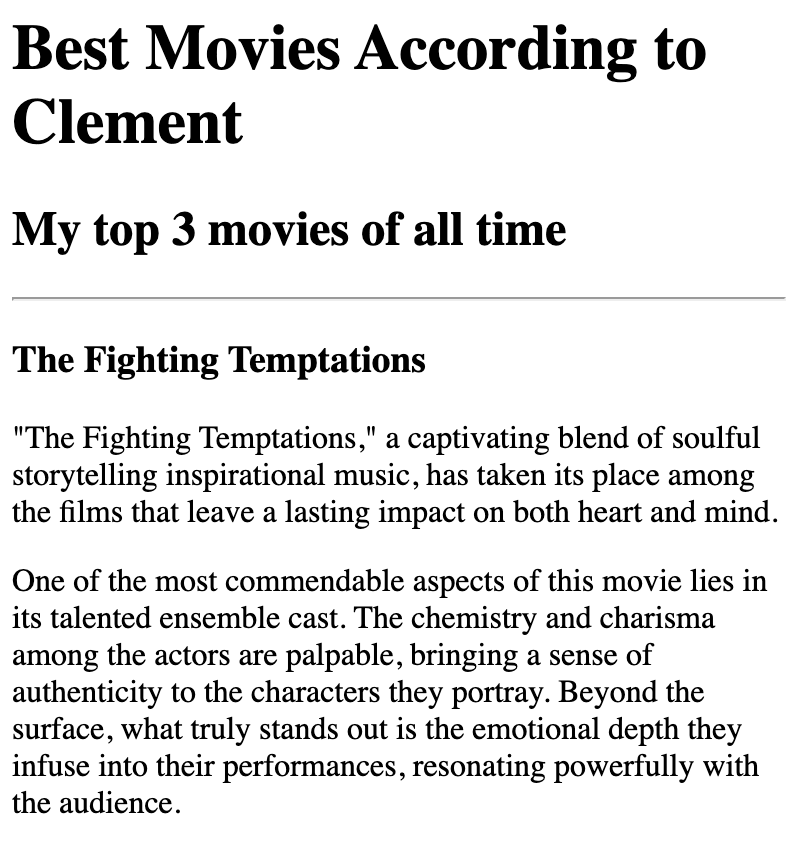 Best Movies According to
Clement
My top 3 movies of all time
The Fighting Temptations
"The Fighting Temptations," a captivating blend of soulful
storytelling inspirational music, has taken its place among
the films that leave a lasting impact on both heart and mind.
One of the most commendable aspects of this movie lies in
its talented ensemble cast. The chemistry and charisma
among the actors are palpable, bringing a sense of
authenticity to the characters they portray. Beyond the
surface, what truly stands out is the emotional depth they
infuse into their performances, resonating powerfully with
the audience.